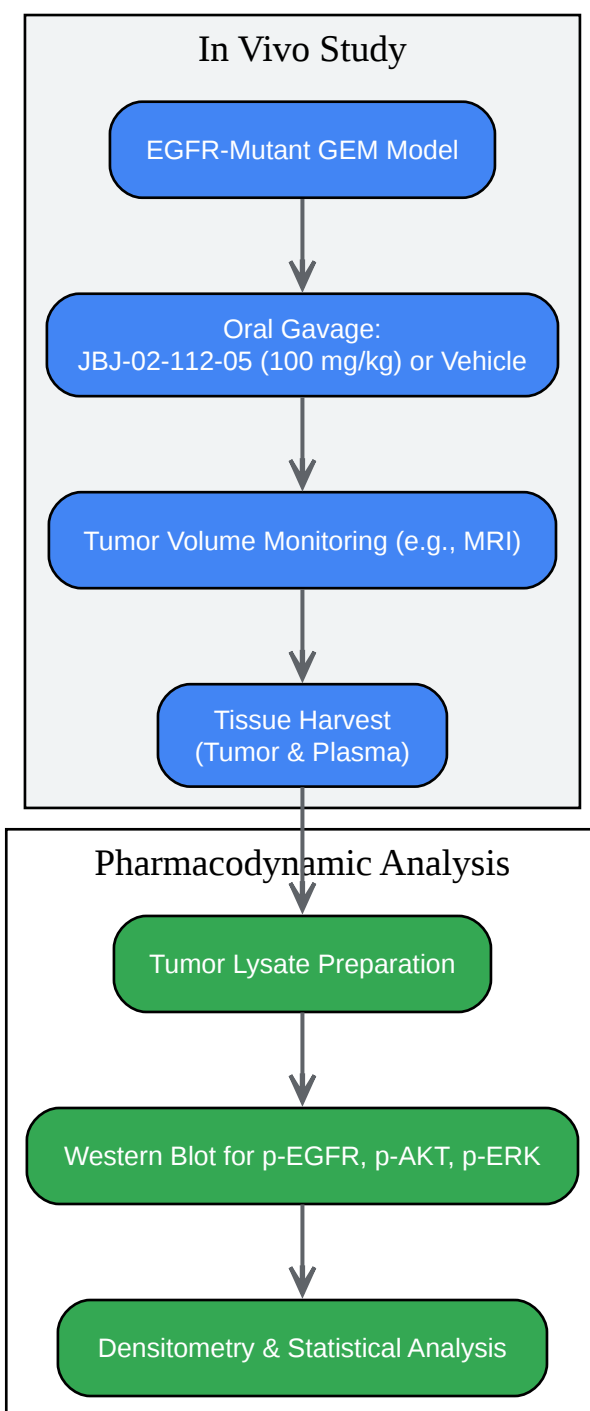 In Vivo Study
EGFR-Mutant GEM Model
Oral Gavage:
JBJ-02-112-05 (100 mg/kg) or Vehicle
Tumor Volume Monitoring (e.g., MRI)
Tissue Harvest
(Tumor & Plasma)
Pharmacodynamic Analysis
Tumor Lysate Preparation
Western Blot for p-EGFR, p-AKT, p-ERK
Densitometry & Statistical Analysis